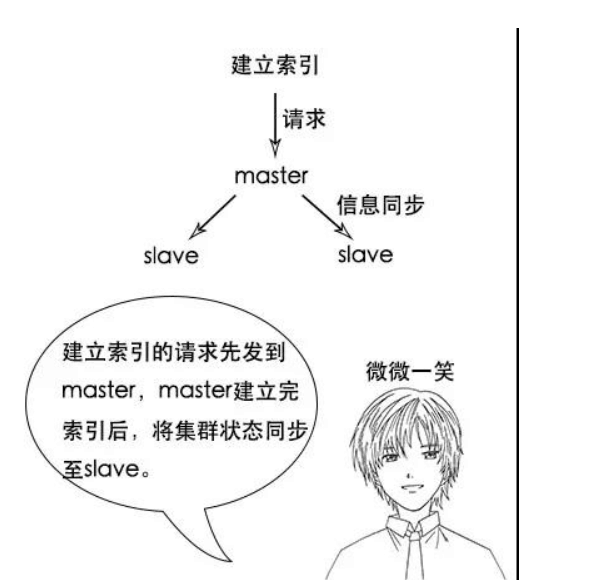 建立索引
请求
master
信息同步
slave
slave
建立索引的请求先发到
master，master建立完
索引后，将集群状态同步
至slave。
微微一笑